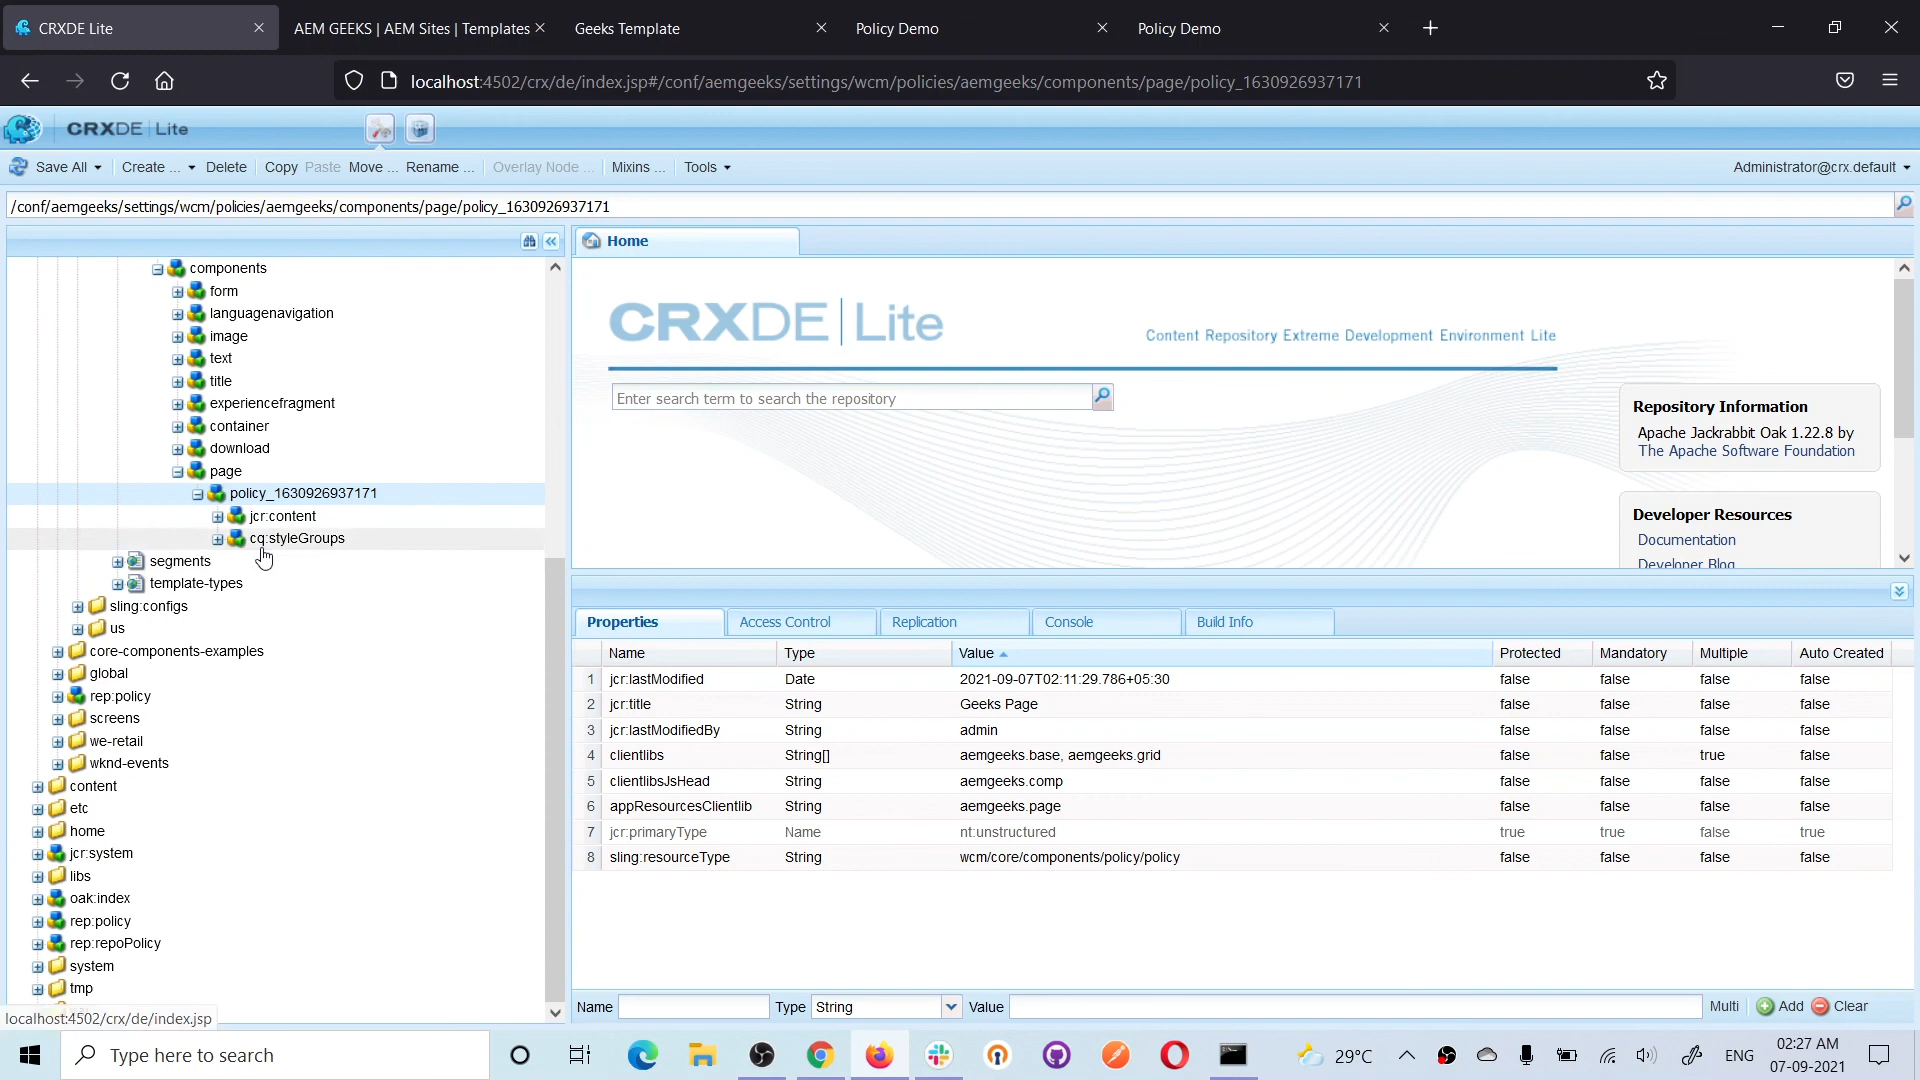 CRXDE Lite
AEM GEEKS | AEM Sites | Templates
Geeks Template
Policy Demo
Policy Demo
localhost:4502/crx/de/index.jsp#/conf/aemgeeks/settings/wcm/policies/aemgeeks/components/page/policy_1630926937171
CRXDE | Lite
Save All
Create ...
Delete
Copy
Paste
Move ...
Rename ...
Overlay Node ...
Mixins ...
Tools
Administrator@crx.default
/conf/aemgeeks/settings/wcm/policies/aemgeeks/components/page/policy_1630926937171
components
form
languagenavigation
image
text
title
experiencefragment
container
download
page
policy_1630926937171
jcr:content
cq:styleGroups
segments
template-types
sling:configs
us
core-components-examples
global
rep:policy
screens
we-retail
wknd-events
content
etc
home
jcr:system
libs
oak:index
rep:policy
rep:repoPolicy
system
tmp
localhost:4502/crx/de/index.jsp
Home
CRXDE | Lite
Content Repository Extreme Development Environment Lite
Enter search term to search the repository
Repository Information
Apache Jackrabbit Oak 1.22.8 by
The Apache Software Foundation
Developer Resources
Documentation
Developer Blog
Properties
Access Control
Replication
Console
Build Info
Name Type Value Protected Mandatory Multiple Auto Created
1 jcr:lastModified Date 2021-09-07T02:11:29.786+05:30 false false false false
2 jcr:title String Geeks Page false false false false
3 jcr:lastModifiedBy String admin false false false false
4 clientlibs String[] aemgeeks.base, aemgeeks.grid false false true false
5 clientlibsJsHead String aemgeeks.comp false false false false
6 appResourcesClientlib String aemgeeks.page false false false false
7 jcr:primaryType Name nt:unstructured true true false true
8 sling:resourceType String wcm/core/components/policy/policy false false false false
Name Type String Value Multi Add Clear
Type here to search
29°C
ENG
02:27 AM
07-09-2021